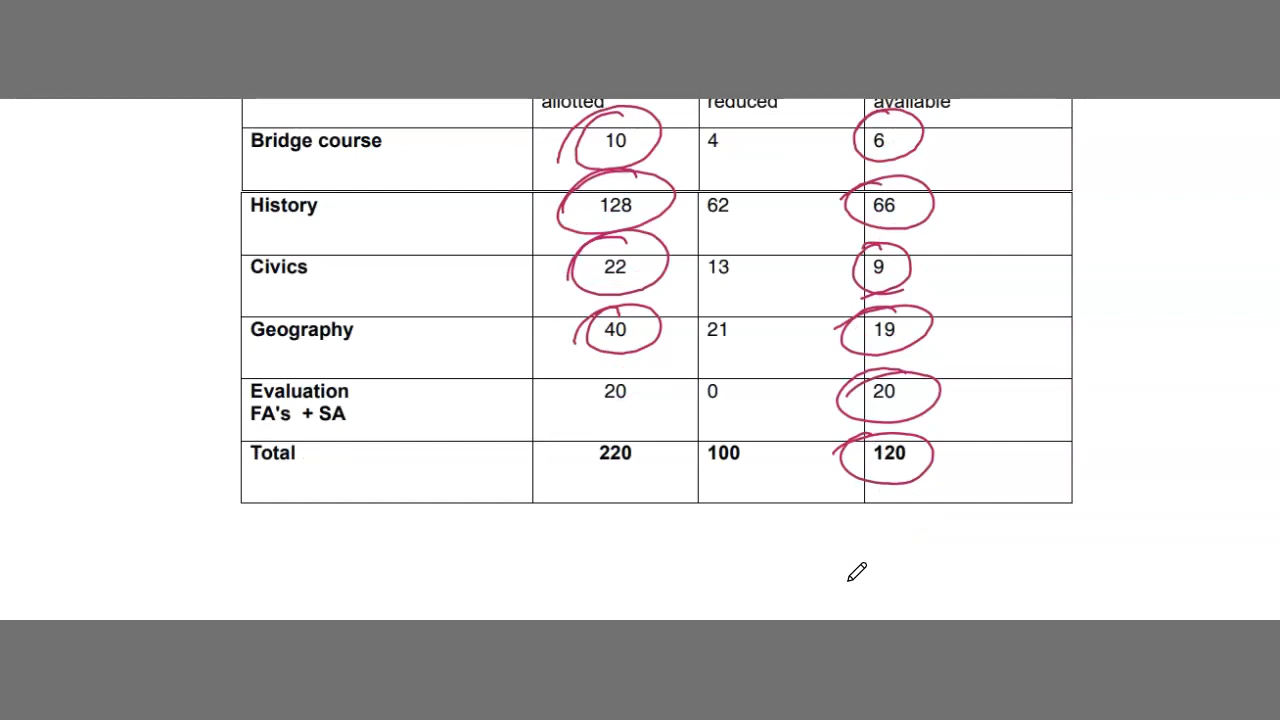 allotted reduced available
Bridge course 10 4 6
History 128 62 66
Civics 22 13 9
Geography 40 21 19
Evaluation 20 0 20
FA's + SA
Total 220 100 120